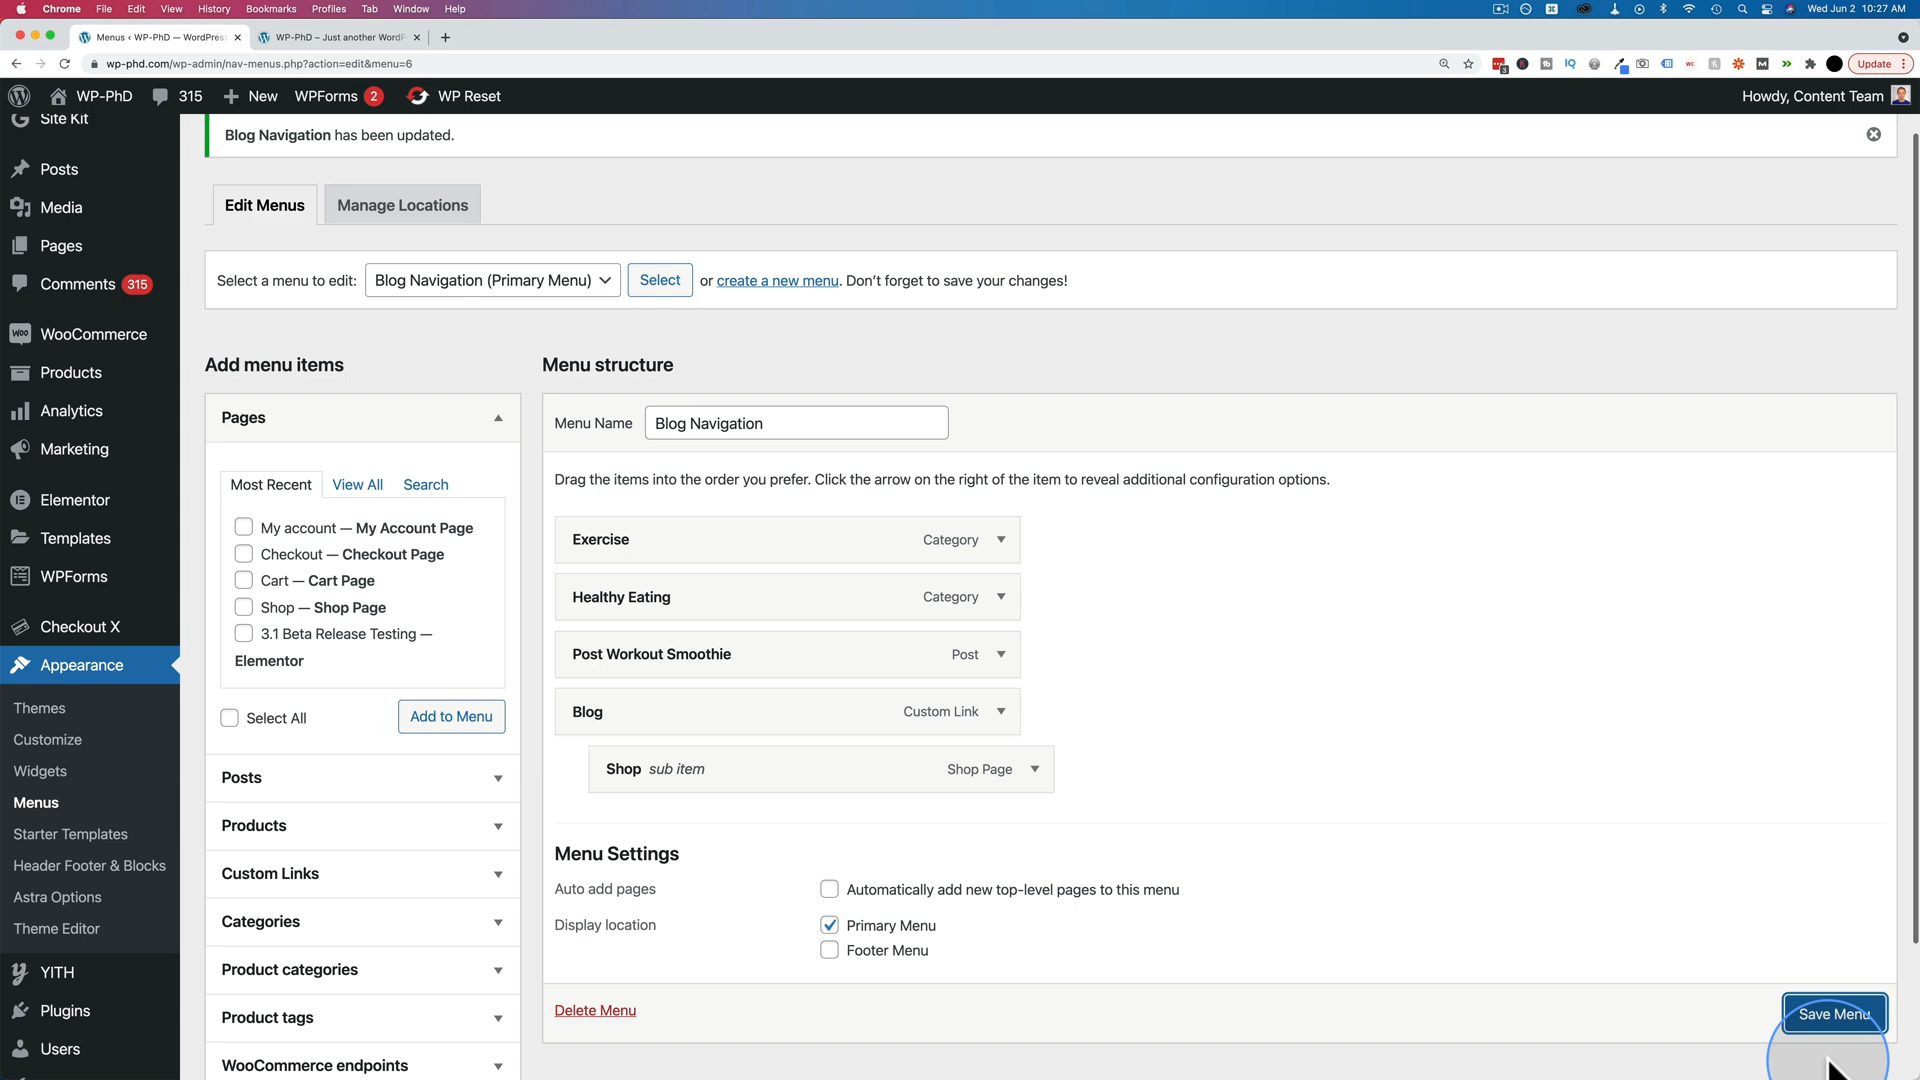 Chrome File Edit View History Bookmarks Profiles Tab Window Help Wed Jun 2 10:27 AM
Menus ‹ WP-PhD — WordPress WP-PhD – Just another WordP
wp-phd.com/wp-admin/nav-menus.php?action=edit&menu=6 Update
WP-PhD 315 New WPForms 2 WP Reset Howdy, Content Team
Site Kit
Posts
Media
Pages
Comments 315
WooCommerce
Products
Analytics
Marketing
Elementor
Templates
WPForms
Checkout X
Appearance
Themes
Customize
Widgets
Menus
Starter Templates
Header Footer & Blocks
Astra Options
Theme Editor
YITH
Plugins
Users
Blog Navigation has been updated.
Edit Menus Manage Locations
Select a menu to edit: Blog Navigation (Primary Menu) Select or create a new menu. Don’t forget to save your changes!
Add menu items
Pages
Most Recent View All Search
My account — My Account Page
Checkout — Checkout Page
Cart — Cart Page
Shop — Shop Page
3.1 Beta Release Testing —
Elementor
Select All Add to Menu
Posts
Products
Custom Links
Categories
Product categories
Product tags
WooCommerce endpoints
Menu structure
Menu Name Blog Navigation
Drag the items into the order you prefer. Click the arrow on the right of the item to reveal additional configuration options.
Exercise Category
Healthy Eating Category
Post Workout Smoothie Post
Blog Custom Link
Shop sub item Shop Page
Menu Settings
Auto add pages Automatically add new top-level pages to this menu
Display location Primary Menu
Footer Menu
Delete Menu Save Menu